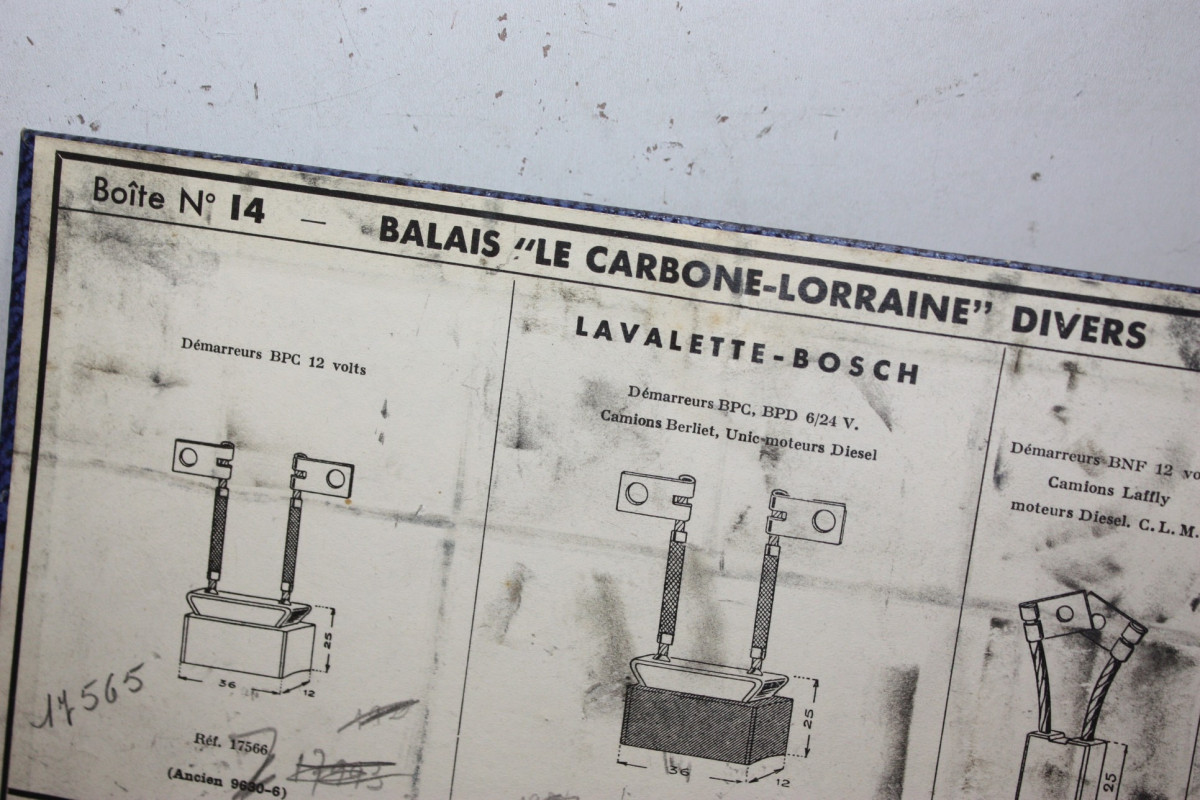 Boîte N° 14 — BALAIS "LE CARBONE-LORRAINE" DIVERS
Démarreurs BPC 12 volts
25
36
12
17565
Réf. 17566
(Ancien 9630-6)
LAVALETTE-BOSCH
Démarreurs BPC, BPD 6/24 V.
Camions Berliet, Unic-moteurs Diesel
25
36
12
Démarreurs BNF 12 vo
Camions Laffly
moteurs Diesel. C.L.M.
25